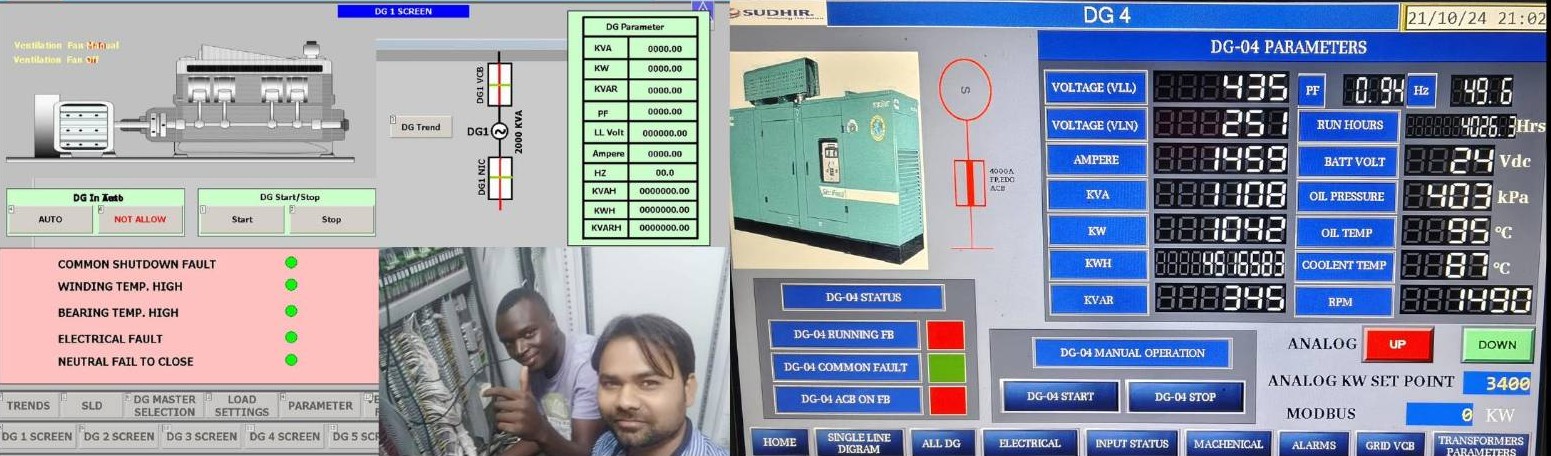 DG 1 SCREEN
Ventilation Fan
Ventilation Fan
DG1 VCB
DG1
2000 KVA
DG1 NIC
DG Trend
DG Parameter
KVA 0000.00
KW 0000.00
KVAR 0000.00
PF 0000.00
LL Volt 000000.00
Ampere 0000.00
HZ 00.0
KVAH 0000000.00
KWH 0000000.00
KVARH 0000000.00
DG In
AUTO NOT ALLOW
DG Start/Stop
Start Stop
COMMON SHUTDOWN FAULT
WINDING TEMP. HIGH
BEARING TEMP. HIGH
ELECTRICAL FAULT
NEUTRAL FAIL TO CLOSE
TRENDS SLD DG MASTER SELECTION LOAD SETTINGS PARAMETER
DG 1 SCREEN DG 2 SCREEN DG 3 SCREEN DG 4 SCREEN DG 5 SCR
SUDHIR.
DG 4
21/10/24 21:02
S
4000A
ACB
DG-04 PARAMETERS
VOLTAGE (VLL) 435 PF 0.94 Hz 49.6
VOLTAGE (VLN) 251 RUN HOURS Hrs
AMPERE 1459 BATT VOLT 24 Vdc
KVA 1108 OIL PRESSURE 403 kPa
KW 1042 OIL TEMP 95 °C
KWH COOLENT TEMP 87 °C
KVAR 345 RPM 1490
DG-04 STATUS
DG-04 RUNNING FB
DG-04 COMMON FAULT
DG-04 ACB ON FB
DG-04 MANUAL OPERATION
DG-04 START DG-04 STOP
ANALOG UP DOWN
ANALOG KW SET POINT 3400
MODBUS 0 KW
HOME SINGLE LINE DIGRAM ALL DG ELECTRICAL INPUT STATUS MACHENICAL ALARMS GRID VCB TRANSFORMERS PARAMETERS